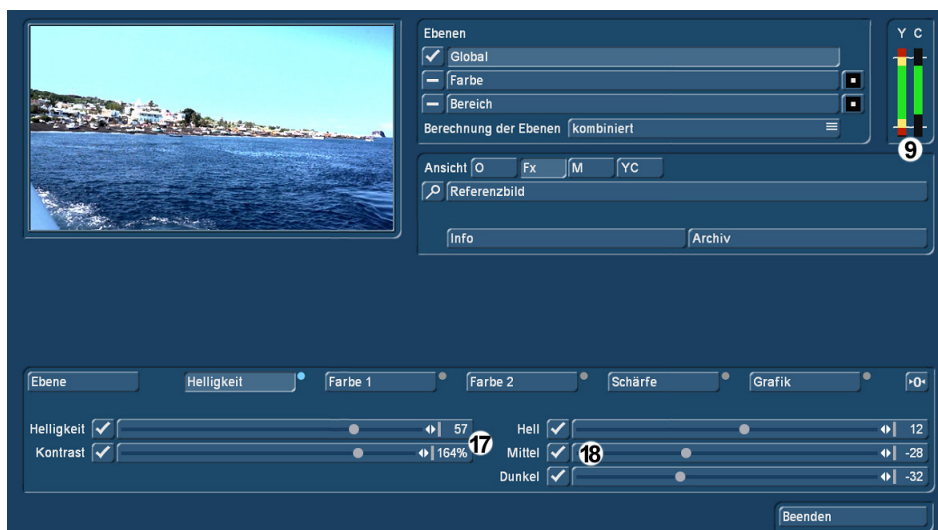 Ebenen
Y C
Global
Farbe
Bereich
Berechnung der Ebenen kombiniert
9
Ansicht O Fx M YC
Referenzbild
Info Archiv
Ebene Helligkeit Farbe 1 Farbe 2 Schärfe Grafik 0
Helligkeit 57 Hell 12
17
Kontrast 164% Mittel 18 -28
Dunkel -32
Beenden